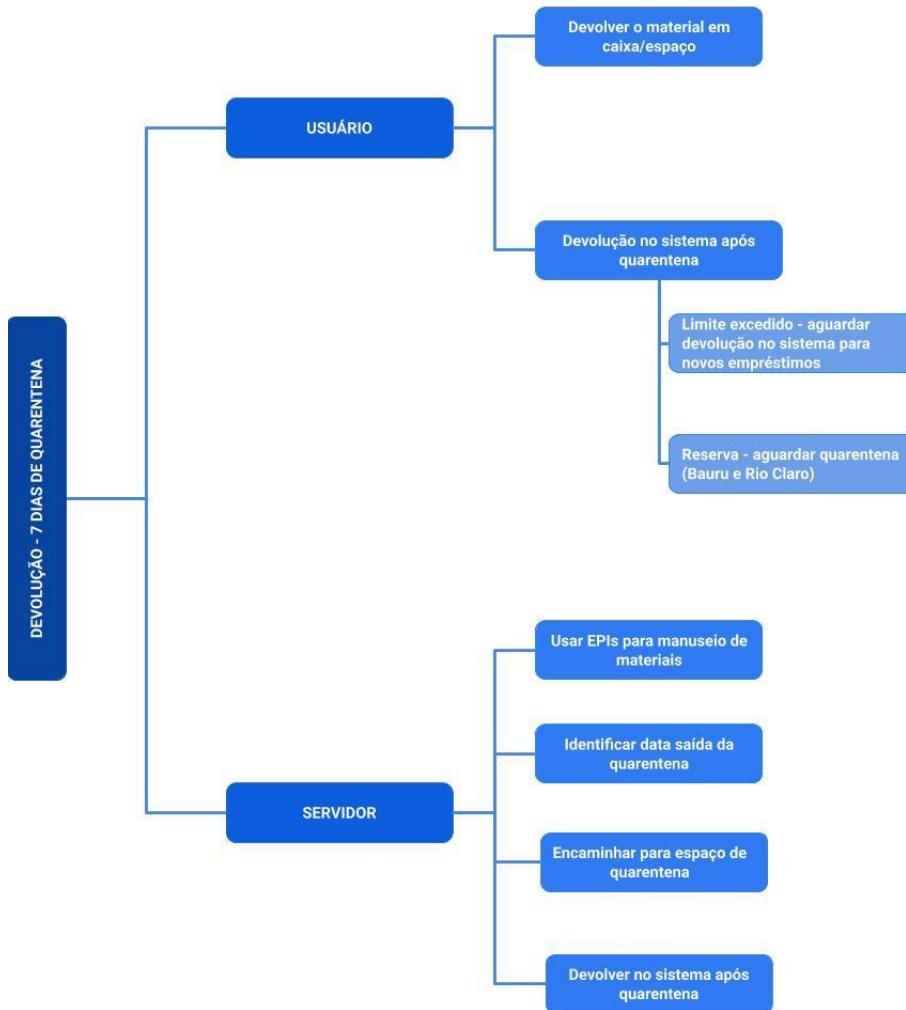 Devolver o material em
caixa/espaço
USUÁRIO
Devolução no sistema após
quarentena
Limite excedido - aguardar
devolução no sistema para
novos empréstimos
Reserva - aguardar quarentena
(Bauru e Rio Claro)
DEVOLUÇÃO - 7 DIAS DE QUARENTENA
Usar EPIs para manuseio de
materiais
Identificar data saída da
quarentena
SERVIDOR
Encaminhar para espaço de
quarentena
Devolver no sistema após
quarentena